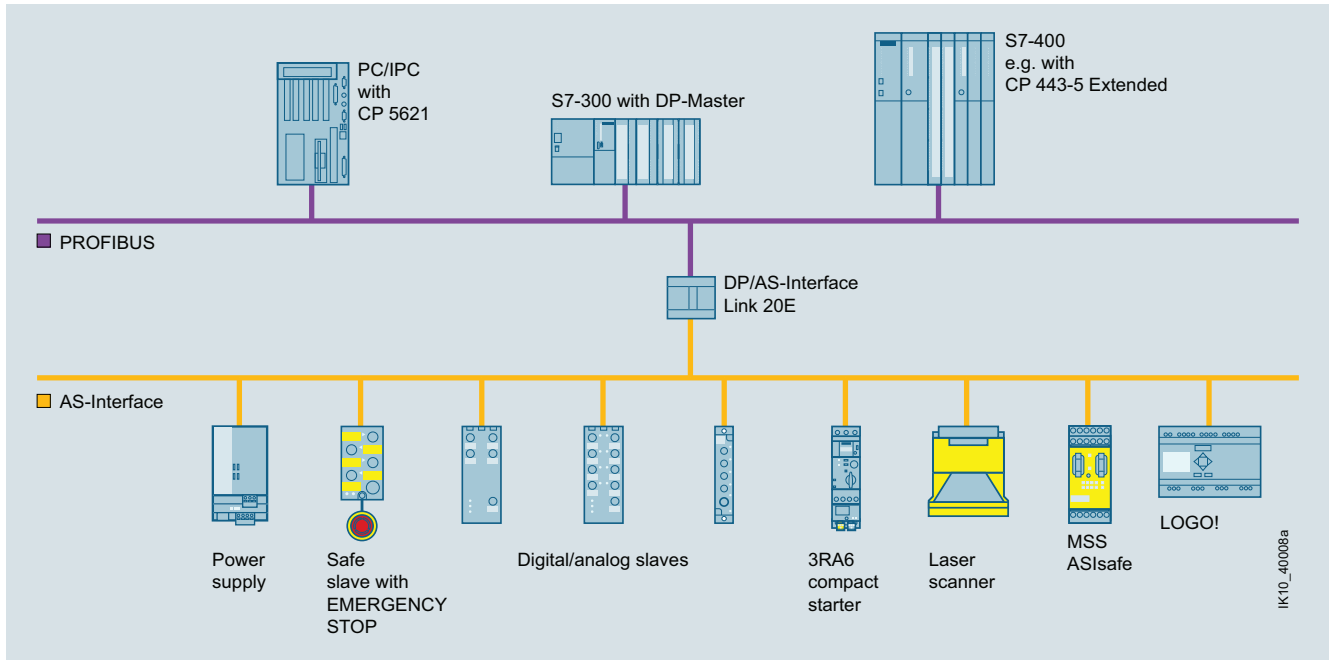 PC/IPC
with
CP 5621
S7-300 with DP-Master
S7-400
e.g. with
CP 443-5 Extended
PROFIBUS
DP/AS-Interface
Link 20E
AS-Interface
Power
supply
Safe
slave with
EMERGENCY
STOP
Digital/analog slaves
3RA6
compact
starter
Laser
scanner
MSS
ASIsafe
LOGO!
IK10_40008a